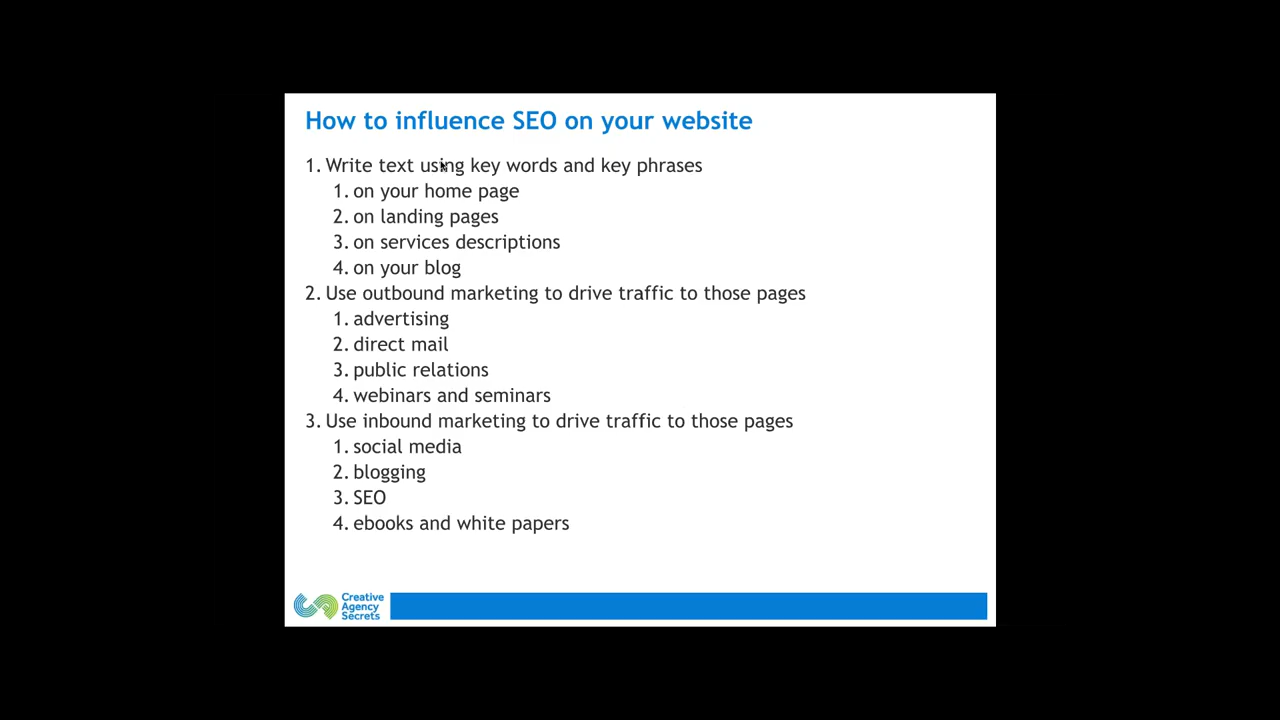 How to influence SEO on your website
1. Write text using key words and key phrases
1. on your home page
2. on landing pages
3. on services descriptions
4. on your blog
2. Use outbound marketing to drive traffic to those pages
1. advertising
2. direct mail
3. public relations
4. webinars and seminars
3. Use inbound marketing to drive traffic to those pages
1. social media
2. blogging
3. SEO
4. ebooks and white papers
Creative
Agency
Secrets